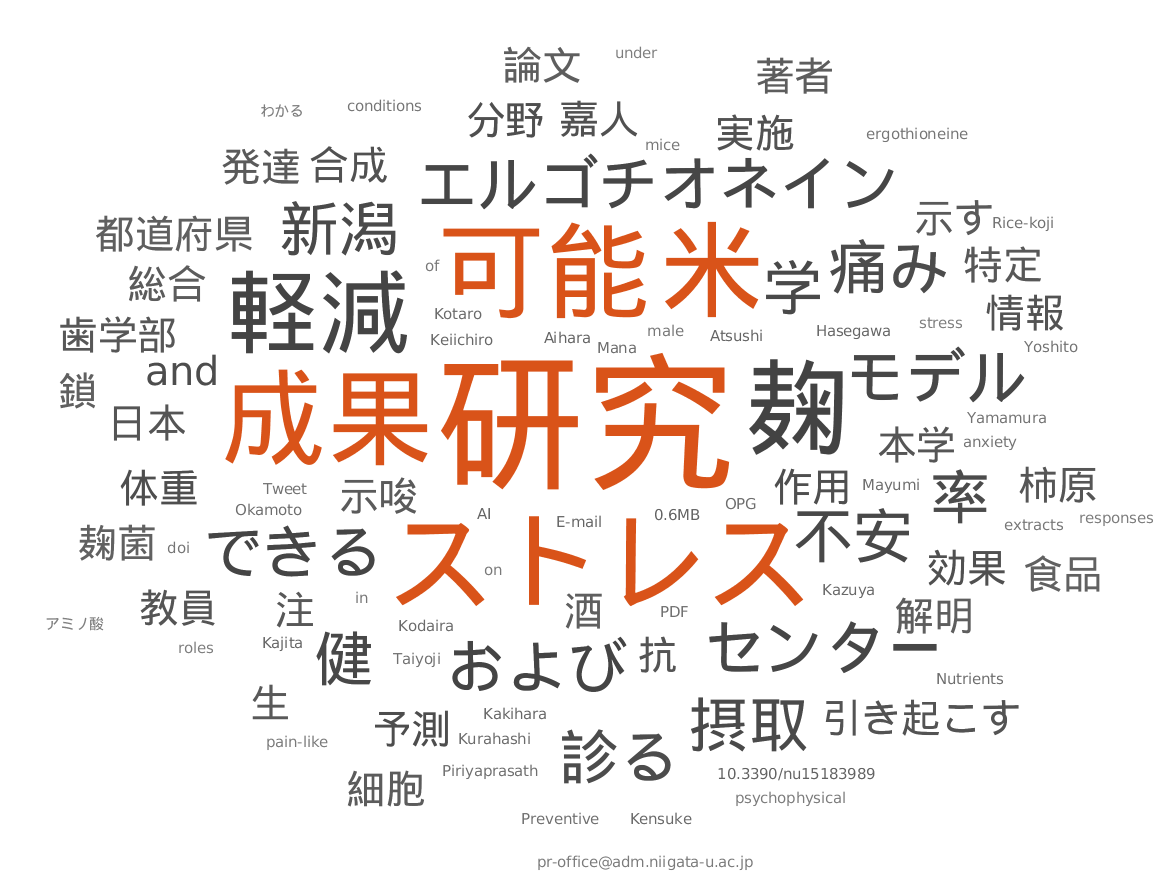 論文 under 著者
わかる conditions 分野 嘉人 実施 ergothioneine
mice
発達 合成 エルゴチオネイン
都道府県 新潟 示す Rice-koji
総合 of 可能 米 学 痛み 特定
軽減 Kotaro 情報
歯学部 Keiichiro Aihara Mana male Atsushi Hasegawa stress Yoshito
and
鎖 成果 研究 麹 モデル
日本 Yamamura
本学 anxiety
体重 Tweet 示唆 作用 Mayumi 率 柿原
Okamoto AI E-mail 0.6MB OPG extracts responses
麹菌 doi できる ストレス 不安 効果 食品
on
教員 注 in 酒 PDF Kazuya 解明
アミノ酸 Kodaira
roles Kajita 健 Taiyoji および 抗 センター
Nutrients
生 予測 Kakihara 摂取 引き起こす
pain-like Kurahashi
細胞 Piriyaprasath 診る 10.3390/nu15183989
psychophysical
Preventive Kensuke
pr-office@adm.niigata-u.ac.jp